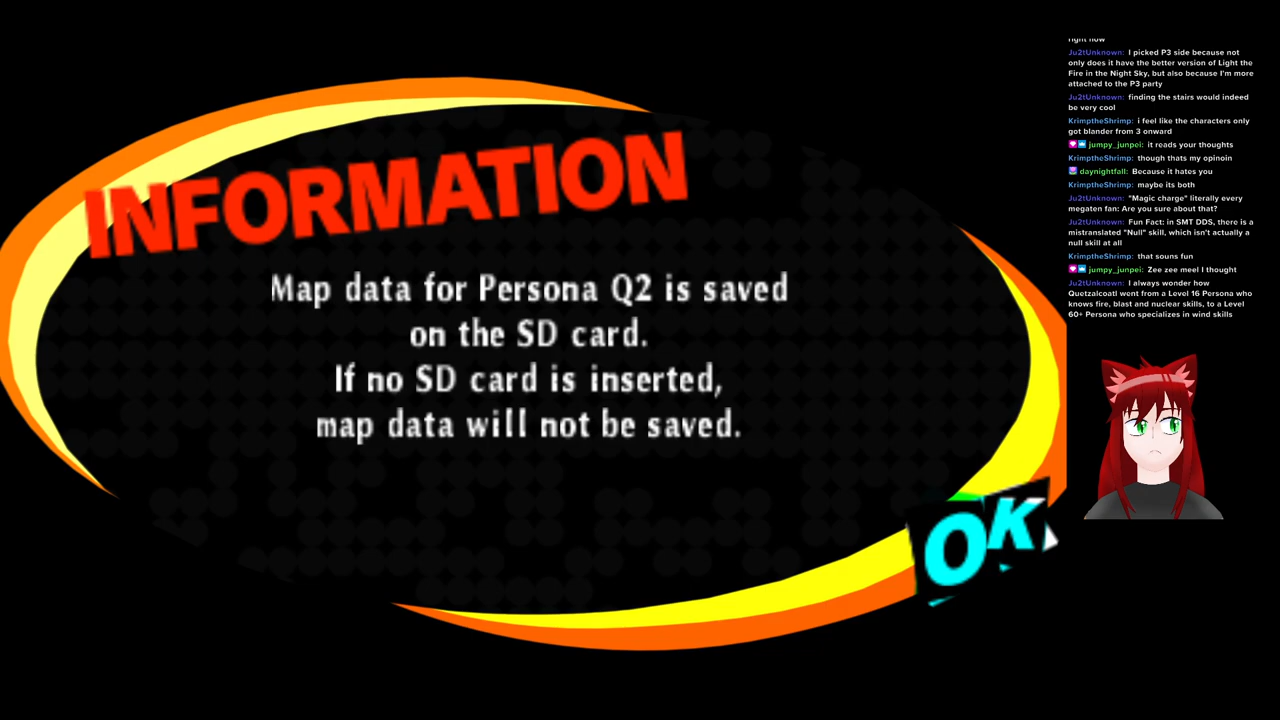 INFORMATION
Map data for Persona Q2 is saved
on the SD card.
If no SD card is inserted,
map data will not be saved.
OK
right now
Ju2tUnknown: I picked P3 side because not
only does it have the better version of Light the
Fire in the Night Sky, but also because I'm more
attached to the P3 party
Ju2tUnknown: finding the stairs would indeed
be very cool
KrimptheShrimp: i feel like the characters only
got blander from 3 onward
jumpy_junpei: it reads your thoughts
KrimptheShrimp: though thats my opinoin
daynightfall: Because it hates you
KrimptheShrimp: maybe its both
Ju2tUnknown: "Magic charge" literally every
megaten fan: Are you sure about that?
Ju2tUnknown: Fun Fact: in SMT DDS, there is a
mistranslated "Null" skill, which isn't actually a
null skill at all
KrimptheShrimp: that souns fun
jumpy_junpei: Zee zee mee! I thought
Ju2tUnknown: I always wonder how
Quetzalcoatl went from a Level 16 Persona who
knows fire, blast and nuclear skills, to a Level
60+ Persona who specializes in wind skills